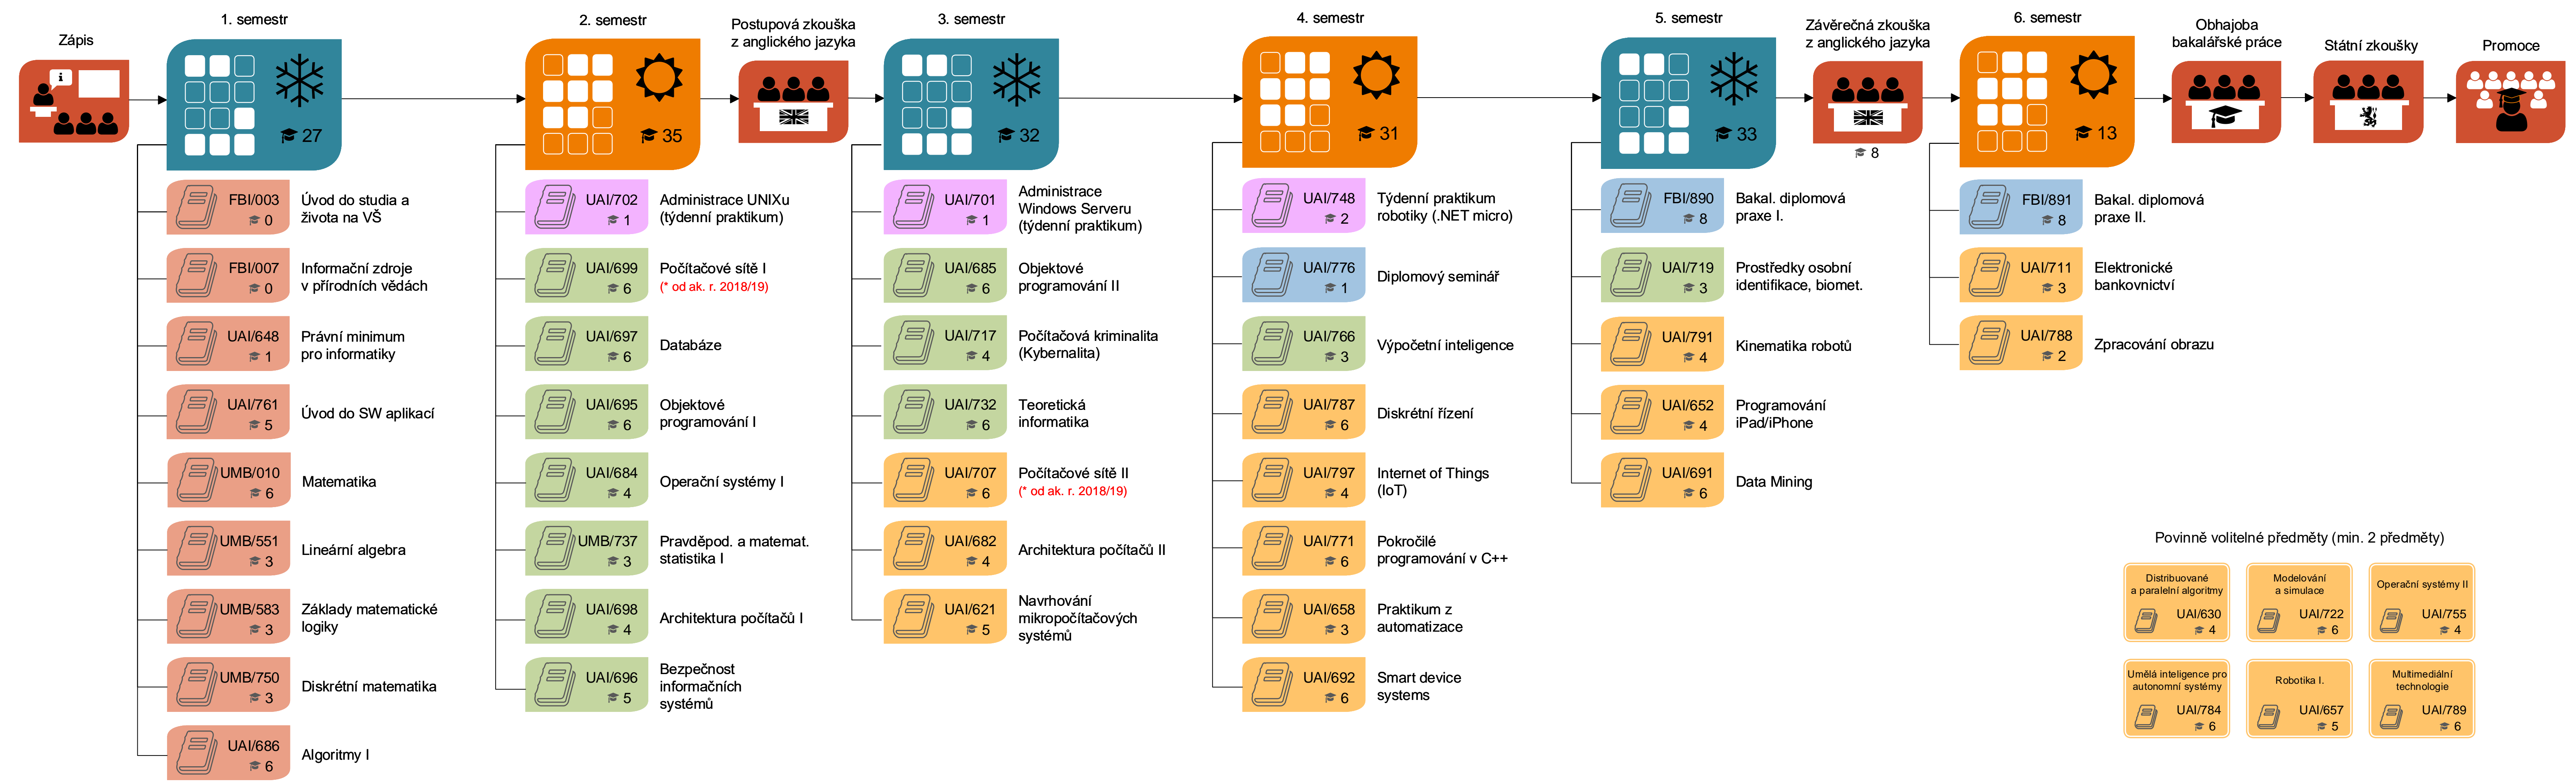 Zápis
i
1. semestr
27
FBI/003
0
Úvod do studia a
života na VŠ
FBI/007
0
Informační zdroje
v přírodních vědách
UAI/648
1
Právní minimum
pro informatiky
UAI/761
5
Úvod do SW aplikací
UMB/010
6
Matematika
UMB/551
3
Lineární algebra
UMB/583
3
Základy matematické
logiky
UMB/750
3
Diskrétní matematika
UAI/686
6
Algoritmy I
2. semestr
35
UAI/702
1
Administrace UNIXu
(týdenní praktikum)
UAI/699
6
Počítačové sítě I
(* od ak. r. 2018/19)
UAI/697
6
Databáze
UAI/695
6
Objektové
programování I
UAI/684
4
Operační systémy I
UMB/737
3
Pravděpod. a matemat.
statistika I
UAI/698
4
Architektura počítačů I
UAI/696
5
Bezpečnost
informačních
systémů
Postupová zkouška
z anglického jazyka
3. semestr
32
UAI/701
1
Administrace
Windows Serveru
(týdenní praktikum)
UAI/685
6
Objektové
programování II
UAI/717
4
Počítačová kriminalita
(Kybernalita)
UAI/732
6
Teoretická
informatika
UAI/707
6
Počítačové sítě II
(* od ak. r. 2018/19)
UAI/682
4
Architektura počítačů II
UAI/621
5
Navrhování
mikropočítačových
systémů
4. semestr
31
UAI/748
2
Týdenní praktikum
robotiky (.NET micro)
UAI/776
1
Diplomový seminář
UAI/766
3
Výpočetní inteligence
UAI/787
6
Diskrétní řízení
UAI/797
4
Internet of Things
(IoT)
UAI/771
6
Pokročilé
programování v C++
UAI/658
3
Praktikum z
automatizace
UAI/692
6
Smart device
systems
5. semestr
33
FBI/890
8
Bakal. diplomová
praxe I.
UAI/719
3
Prostředky osobní
identifikace, biomet.
UAI/791
4
Kinematika robotů
UAI/652
4
Programování
iPad/iPhone
UAI/691
6
Data Mining
Závěrečná zkouška
z anglického jazyka
8
6. semestr
13
FBI/891
8
Bakal. diplomová
praxe II.
UAI/711
3
Elektronické
bankovnictví
UAI/788
2
Zpracování obrazu
Obhajoba
bakalářské práce
Státní zkoušky
Promoce
Povinně volitelné předměty (min. 2 předměty)
Distribuované
a paralelní algoritmy
UAI/630
4
Modelování
a simulace
UAI/722
6
Operační systémy II
UAI/755
4
Umělá inteligence pro
autonomní systémy
UAI/784
6
Robotika I.
UAI/657
5
Multimediální
technologie
UAI/789
6